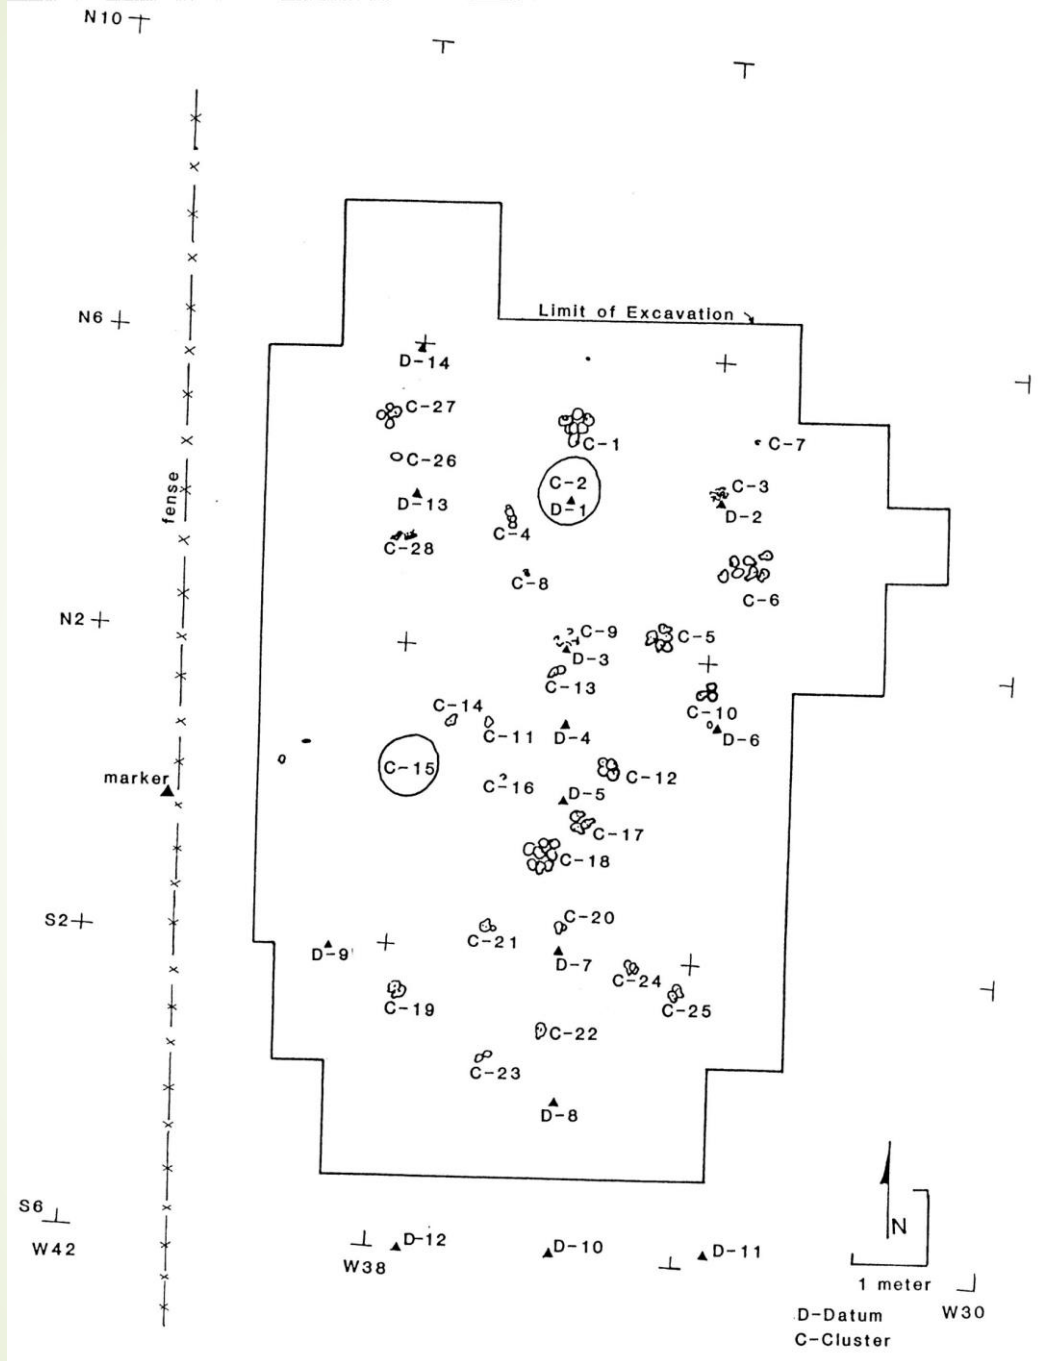 N10
N6
Limit of Excavation
D-14
C-27
C-1
C-7
C-26
C-2
C-3
fense
D-13
D-1
D-2
C-4
C-28
C-8
C-6
N2
C-9
C-5
D-3
C-13
C-14
C-10
C-11
D-4
D-6
C-15
marker
C-12
C-16
D-5
C-17
C-18
S2
C-20
C-21
D-9
D-7
C-24
C-19
C-25
C-22
C-23
D-8
S6
N
W42
D-12
D-10
D-11
W38
1 meter
D-Datum
W30
C-Cluster